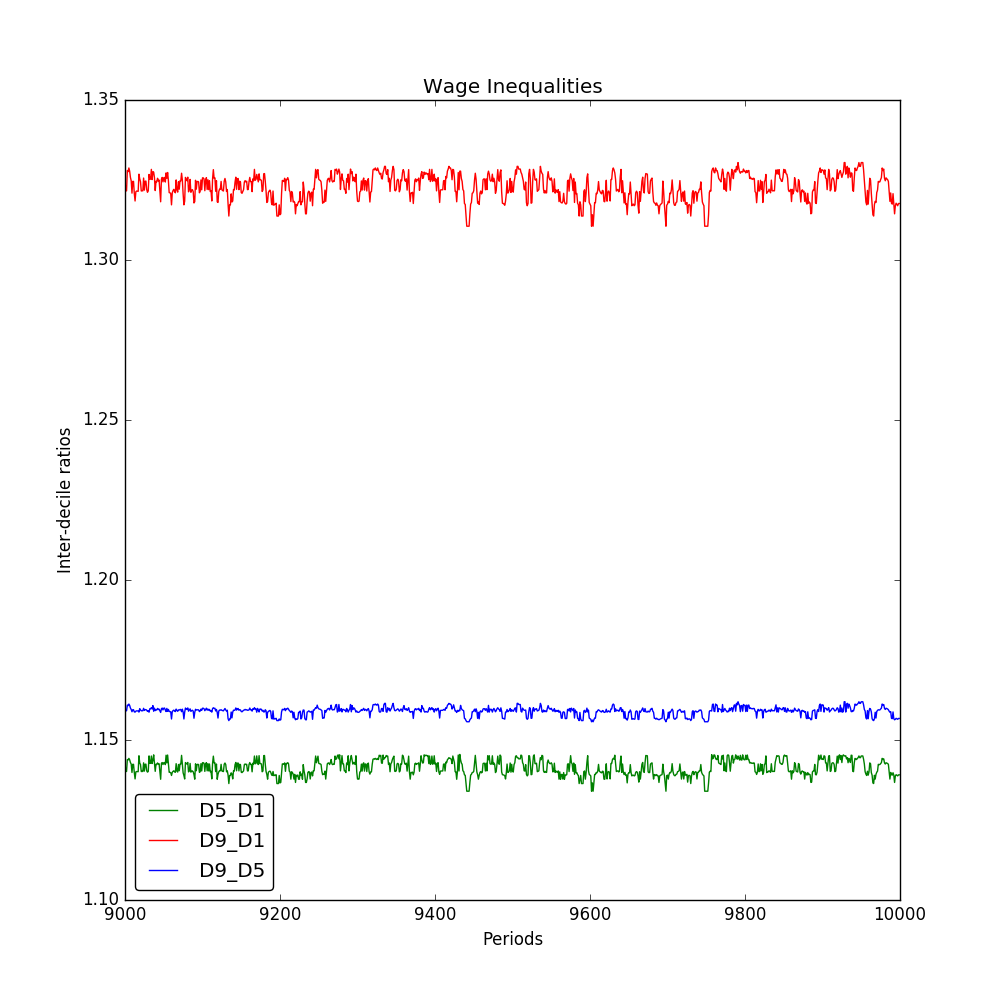 Wage Inequalities
1.35
1.30
1.25
1.20
1.15
1.10
Inter-decile ratios
D5_D1
D9_D1
D9_D5
9000 9200 9400 9600 9800 10000
Periods